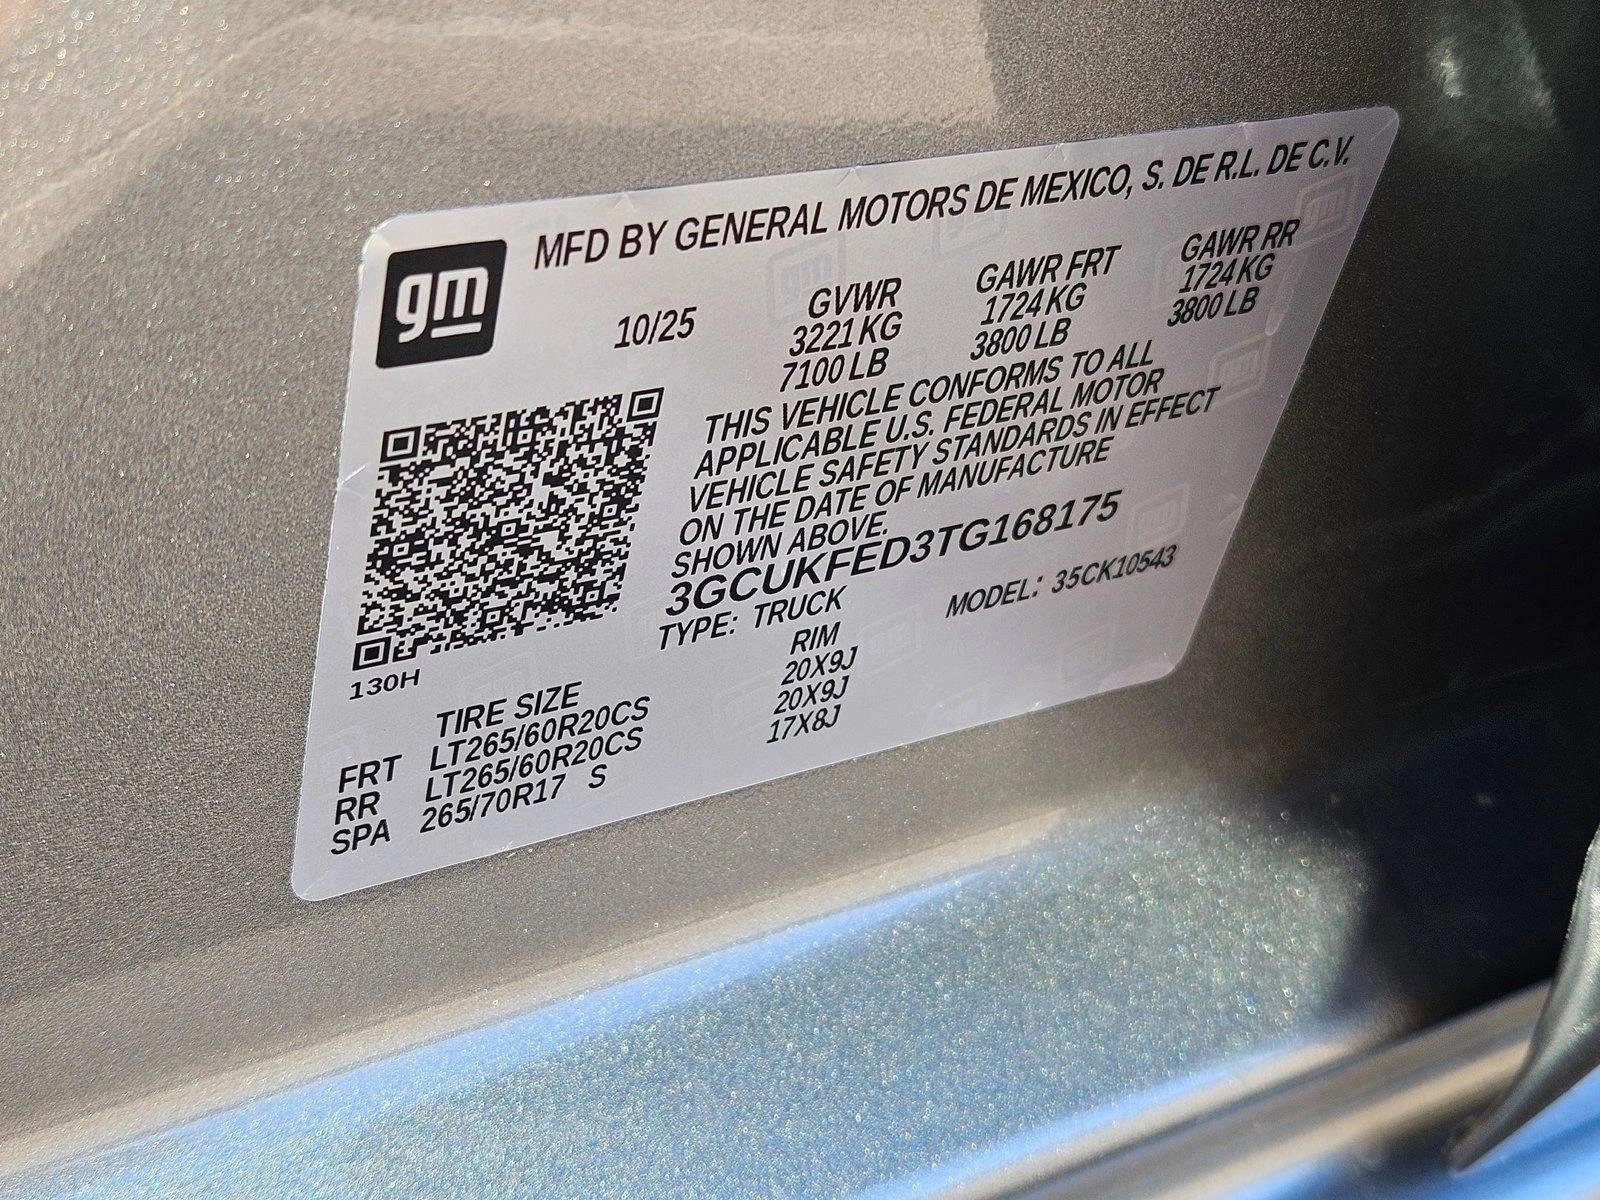 gm
MFD BY GENERAL MOTORS DE MEXICO, S. DE R.L. DE C.V.
10/25
GVWR
3221 KG
7100 LB
GAWR FRT
1724 KG
3800 LB
GAWR RR
1724 KG
3800 LB
THIS VEHICLE CONFORMS TO ALL
APPLICABLE U.S. FEDERAL MOTOR
VEHICLE SAFETY STANDARDS IN EFFECT
ON THE DATE OF MANUFACTURE
SHOWN ABOVE.
3GCUKFED3TG168175
TYPE: TRUCK MODEL: 35CK10543
130H
TIRE SIZE RIM
FRT LT265/60R20CS 20X9J
RR LT265/60R20CS 20X9J
SPA 265/70R17 S 17X8J